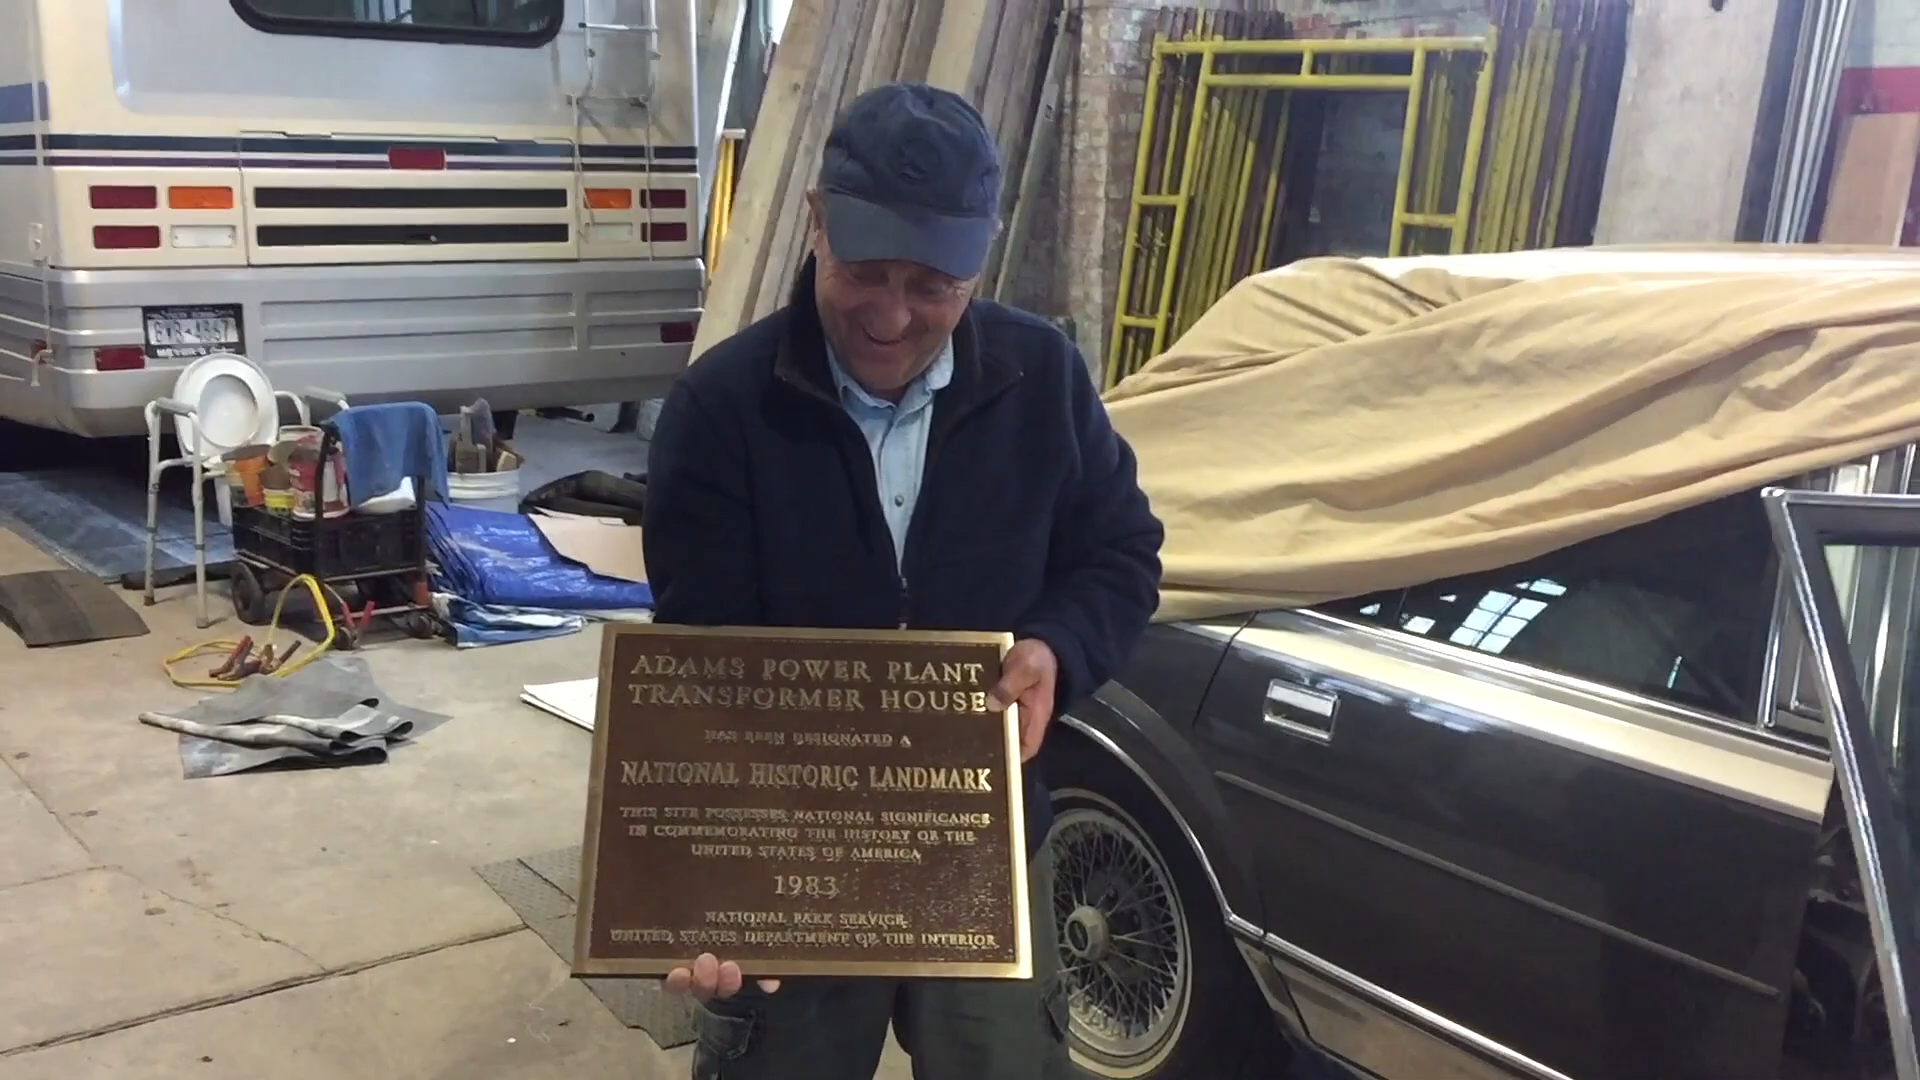 ADAMS POWER PLANT
TRANSFORMER HOUSE
HAS BEEN DESIGNATED A
NATIONAL HISTORIC LANDMARK
THIS SITE POSSESSES NATIONAL SIGNIFICANCE
IN COMMEMORATING THE HISTORY OF THE
UNITED STATES OF AMERICA
1983
NATIONAL PARK SERVICE
UNITED STATES DEPARTMENT OF THE INTERIOR